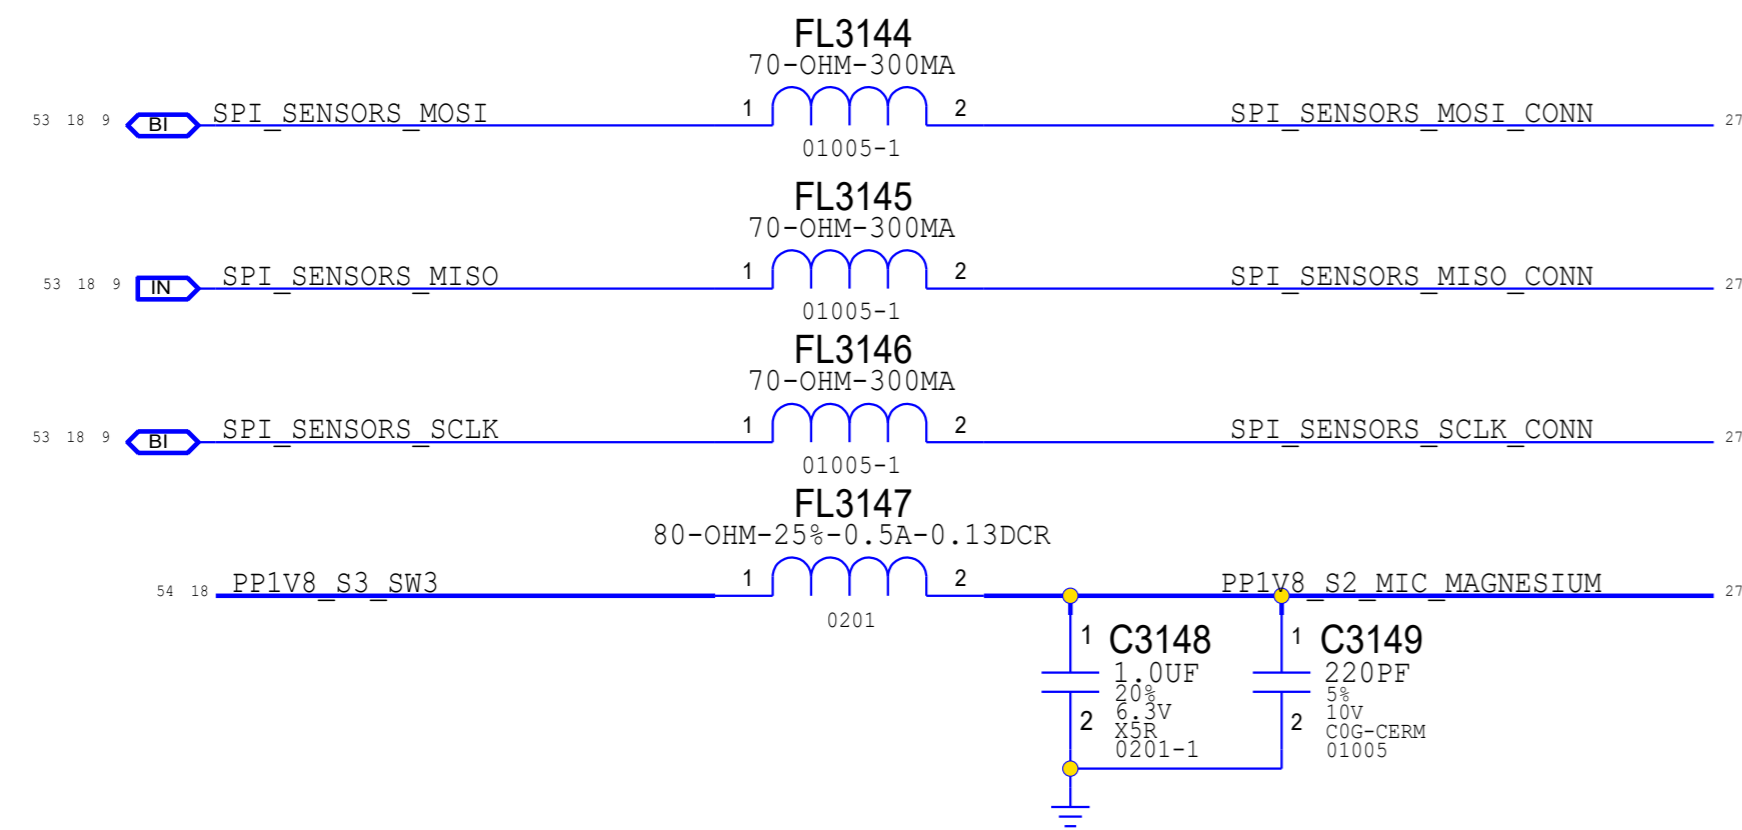 FL3144
70-OHM-300MA
53 18 9 BI SPI_SENSORS_MOSI 1 2 SPI_SENSORS_MOSI_CONN 27
01005-1
FL3145
70-OHM-300MA
53 18 9 IN SPI_SENSORS_MISO 1 2 SPI_SENSORS_MISO_CONN 27
01005-1
FL3146
70-OHM-300MA
53 18 9 BI SPI_SENSORS_SCLK 1 2 SPI_SENSORS_SCLK_CONN 27
01005-1
FL3147
80-OHM-25%-0.5A-0.13DCR
54 18 PP1V8_S3_SW3 1 2 PP1V8_S2_MIC_MAGNESIUM 27
0201
1 C3148
1.0UF
20%
6.3V
2 X5R
0201-1
1 C3149
220PF
5%
10V
2 C0G-CERM
01005